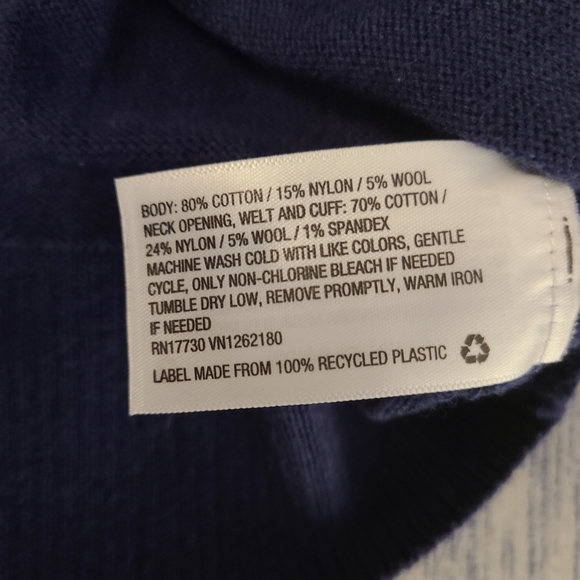 BODY: 80% COTTON / 15% NYLON / 5% WOOL
NECK OPENING, WELT AND CUFF: 70% COTTON /
24% NYLON / 5% WOOL / 1% SPANDEX
MACHINE WASH COLD WITH LIKE COLORS, GENTLE
CYCLE, ONLY NON-CHLORINE BLEACH IF NEEDED
TUMBLE DRY LOW, REMOVE PROMPTLY, WARM IRON
IF NEEDED
RN17730 VN1262180
LABEL MADE FROM 100% RECYCLED PLASTIC